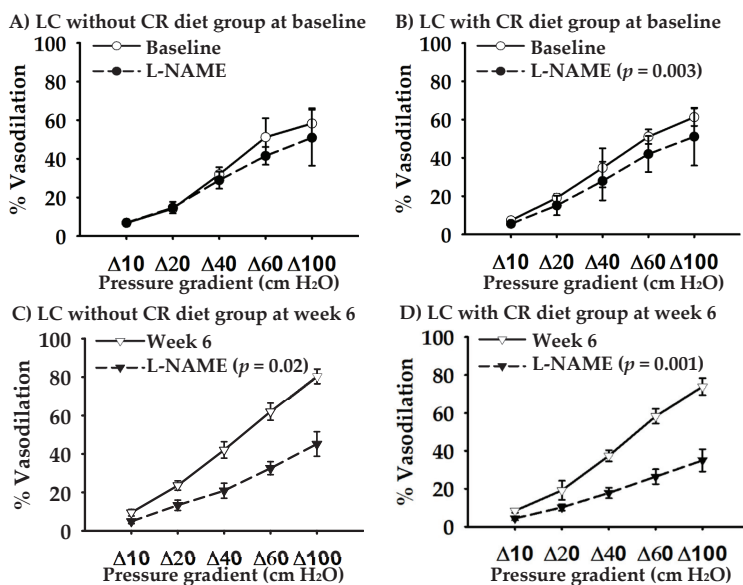 A) LC without CR diet group at baseline
100
80
60
40
20
0
% Vasodilation
Baseline
L-NAME
Δ10 Δ20 Δ40 Δ60 Δ100
Pressure gradient (cm H₂O)
B) LC with CR diet group at baseline
100
80
60
40
20
0
% Vasodilation
Baseline
L-NAME (p = 0.003)
Δ10 Δ20 Δ40 Δ60 Δ100
Pressure gradient (cm H₂O)
C) LC without CR diet group at week 6
100
80
60
40
20
0
% Vasodilation
Week 6
L-NAME (p = 0.02)
Δ10 Δ20 Δ40 Δ60 Δ100
Pressure gradient (cm H₂O)
D) LC with CR diet group at week 6
100
80
60
40
20
0
% Vasodilation
Week 6
L-NAME (p = 0.001)
Δ10 Δ20 Δ40 Δ60 Δ100
Pressure gradient (cm H₂O)